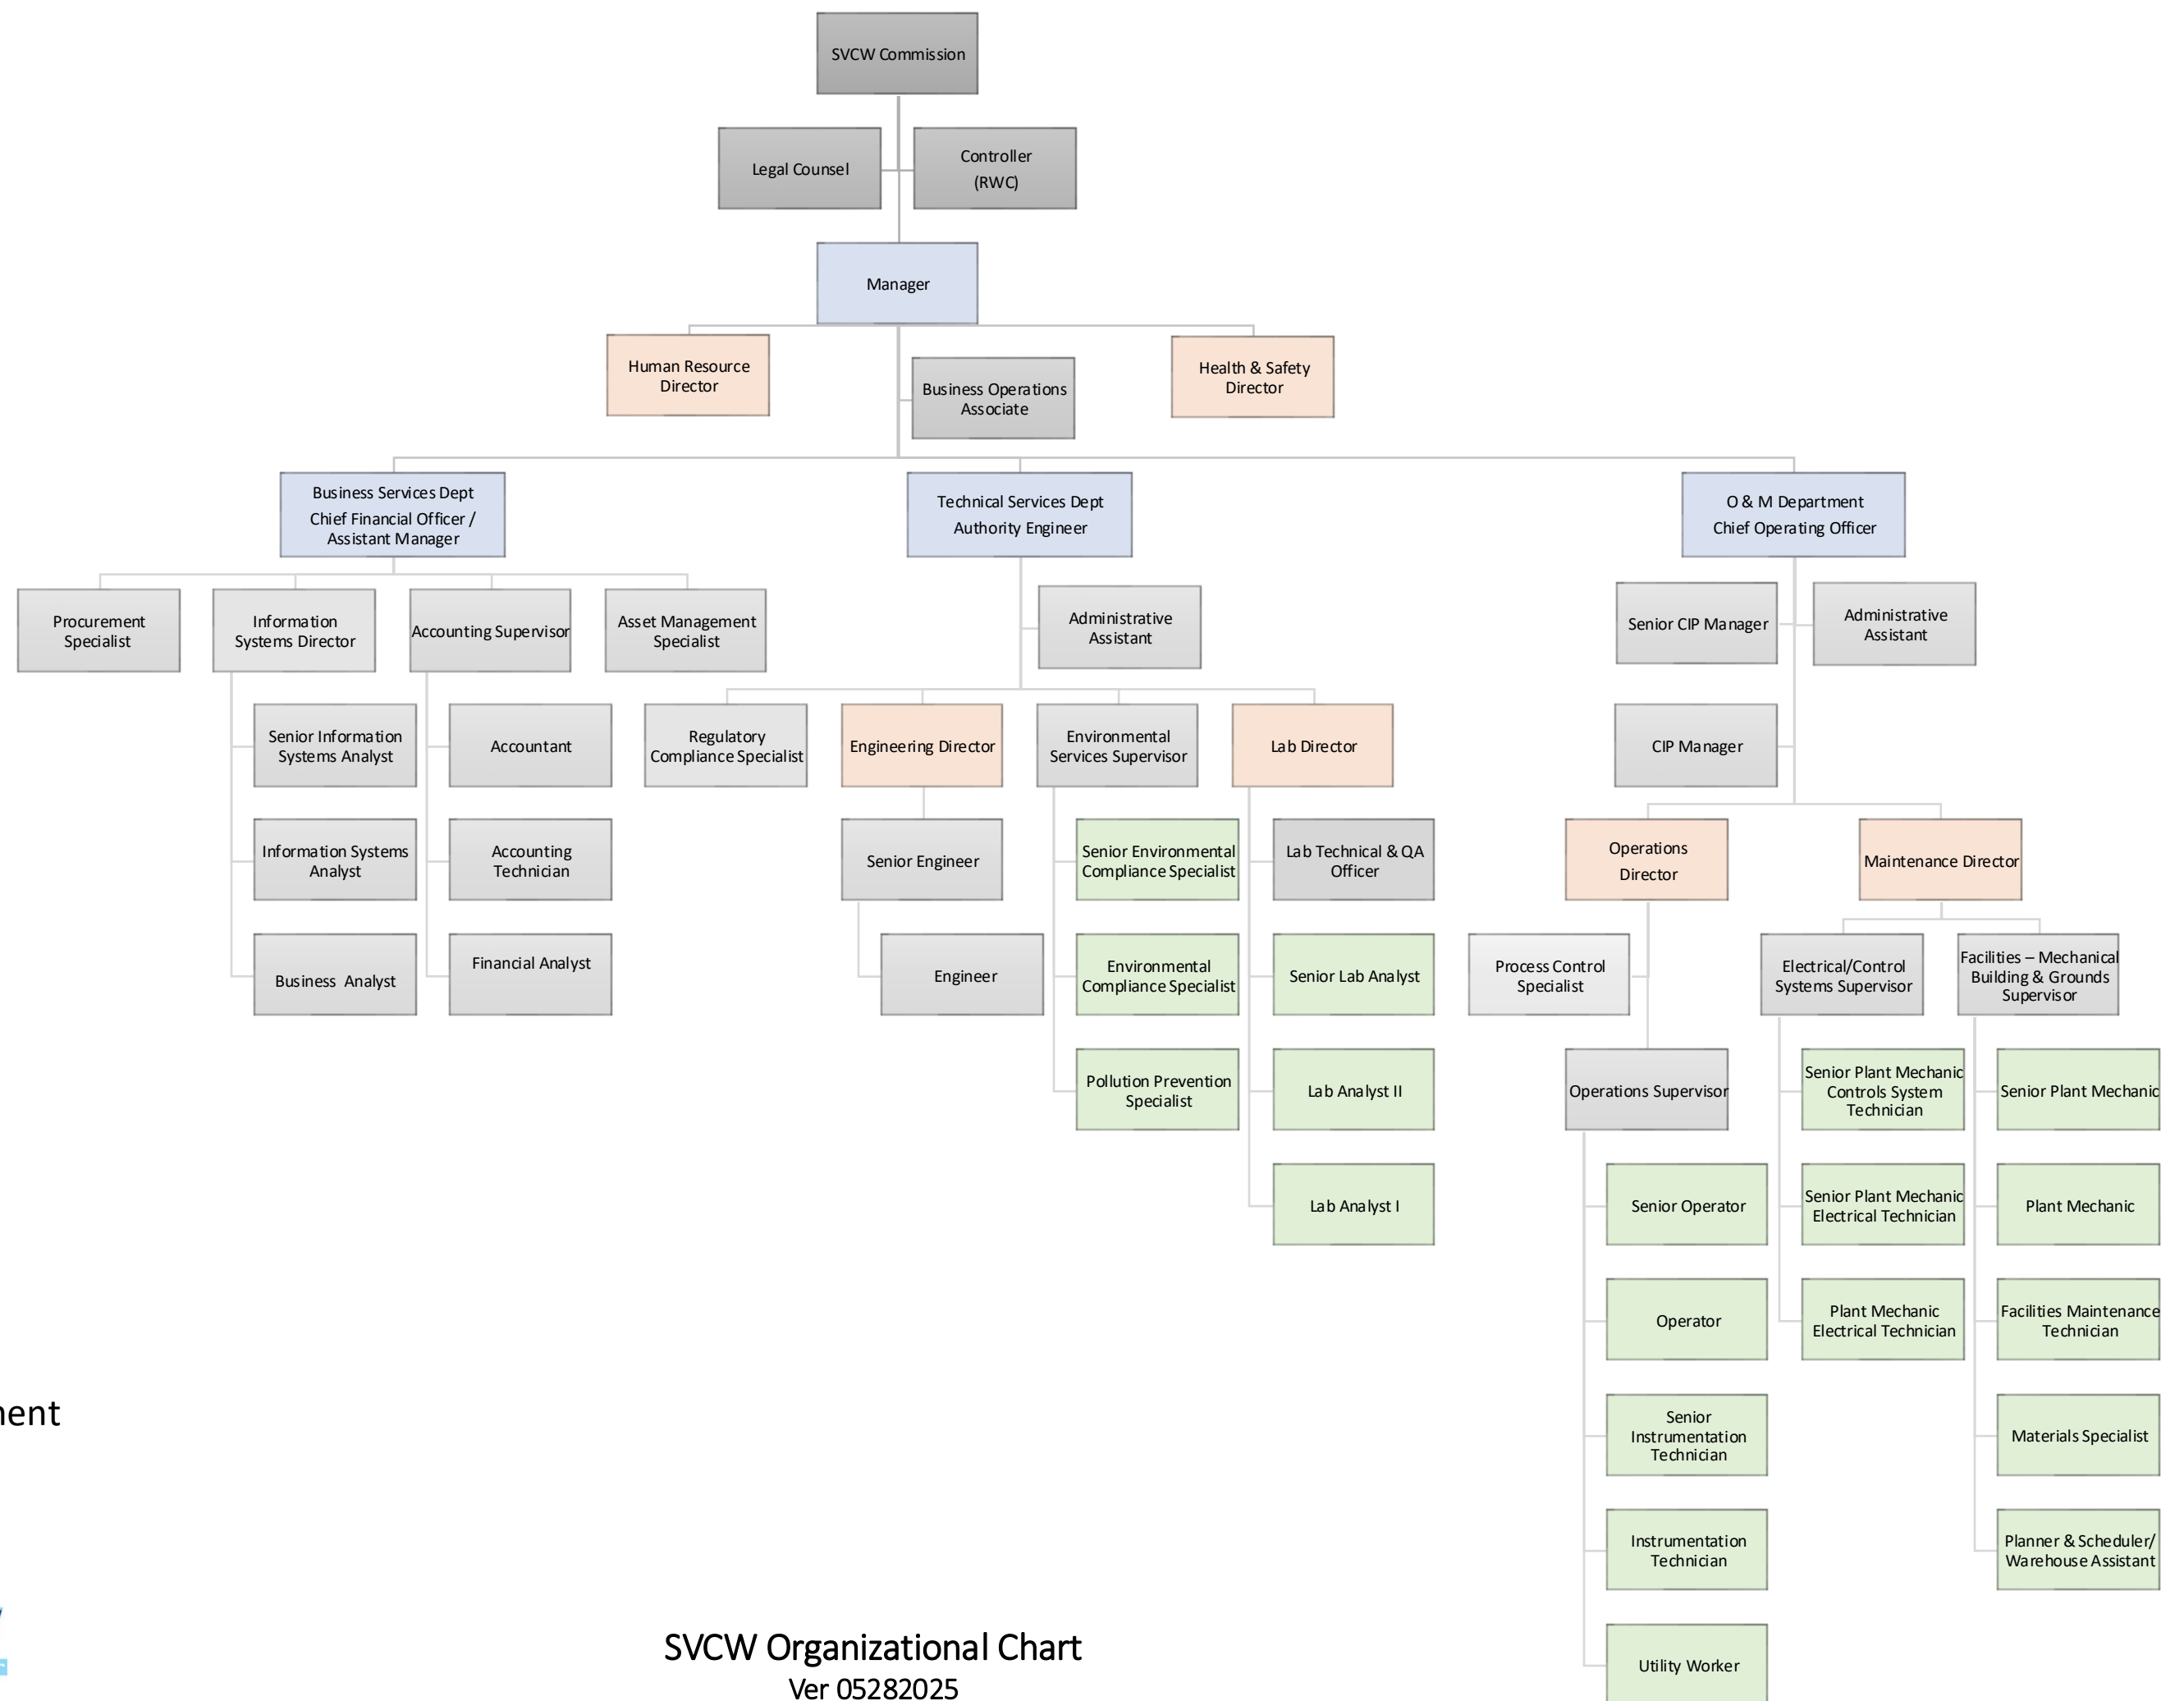 SVCW Commission
Legal Counsel
Controller
(RWC)
Manager
Human Resource
Director
Business Operations
Associate
Health & Safety
Director
Business Services Dept
Chief Financial Officer /
Assistant Manager
Technical Services Dept
Authority Engineer
O & M Department
Chief Operating Officer
Procurement
Specialist
Information
Systems Director
Accounting Supervisor
Asset Management
Specialist
Administrative
Assistant
Senior CIP Manager
Administrative
Assistant
Senior Information
Systems Analyst
Accountant
Regulatory
Compliance Specialist
Engineering Director
Environmental
Services Supervisor
Lab Director
CIP Manager
Information Systems
Analyst
Accounting
Technician
Senior Engineer
Senior Environmental
Compliance Specialist
Lab Technical & QA
Officer
Operations
Director
Maintenance Director
Business  Analyst
Financial Analyst
Engineer
Environmental
Compliance Specialist
Senior Lab Analyst
Process Control
Specialist
Electrical/Control
Systems Supervisor
Facilities – Mechanical
Building & Grounds
Supervisor
Pollution Prevention
Specialist
Lab Analyst II
Operations Supervisor
Senior Plant Mechanic
Controls System
Technician
Senior Plant Mechanic
Lab Analyst I
Senior Operator
Senior Plant Mechanic
Electrical Technician
Plant Mechanic
Operator
Plant Mechanic
Electrical Technician
Facilities Maintenance
Technician
ment
Senior
Instrumentation
Technician
Materials Specialist
Instrumentation
Technician
Planner & Scheduler/
Warehouse Assistant
Utility Worker
SVCW Organizational Chart
Ver 05282025